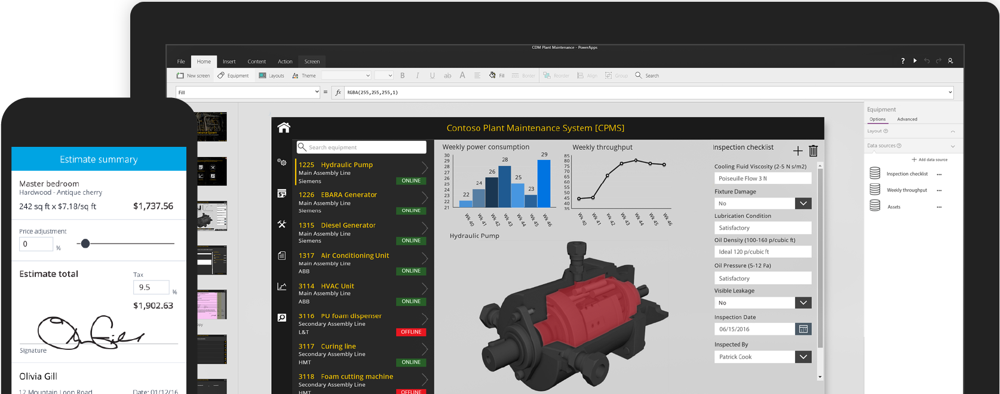 CDM Plant Maintenance - PowerApps
File Home Insert Content Action Screen
?
New screen Equipment Layouts Theme B I U ab A Fill Border Reorder Align Group Search
Fill = fx RGBA(255,255,255,1)
Estimate summary
Master bedroom
Hardwood - Antique cherry
242 sq ft x $7.18/sq ft $1,737.56
Price adjustment
0 %
Estimate total
Tax
9.5 %
$1,902.63
Signature
Olivia Gill
12 Mountain Loop Road Date: 01/12/16
Contoso Plant Maintenance System [CPMS]
Search equipment
1225 Hydraulic Pump
Main Assembly Line
Siemens ONLINE
1226 EBARA Generator
Main Assembly Line
Siemens ONLINE
1315 Diesel Generator
Main Assembly Line
Siemens ONLINE
1317 Air Conditioning Unit
Main Assembly Line
ABB ONLINE
3114 HVAC Unit
Main Assembly Line
ABB ONLINE
3116 PU foam dispenser
Secondary Assembly Line
L&T OFFLINE
3117 Curing line
Secondary Assembly Line
HMT ONLINE
3118 Foam cutting machine
Secondary Assembly Line
HMT OFFLINE
Weekly power consumption
30
29
28
27
26
25
24
23
22
21
22 24 26 28 25 23 29
Wk 40 Wk 41 Wk 42 Wk 43 Wk 44 Wk 45 Wk 46
Weekly throughput
85
80
75
70
65
60
55
50
45
40
35
Wk 40 Wk 41 Wk 42 Wk 43 Wk 44 Wk 45 Wk 46
Hydraulic Pump
Inspection checklist
Cooling Fluid Viscosity (2-5 N s/m2)
Poiseuille Flow 3 N
Fixture Damage
No
Lubrication Condition
Satisfactory
Oil Density (100-160 p/cubic ft)
Ideal 120 p/cubic ft
Oil Pressure (5-12 Pa)
Satisfactory
Visible Leakage
No
Inspection Date
06/15/2016
Inspected By
Patrick Cook
Equipment
Options Advanced
Layout ?
Data sources ?
+ Add data source
Inspection checklist ...
Weekly throughput ...
Assets ...